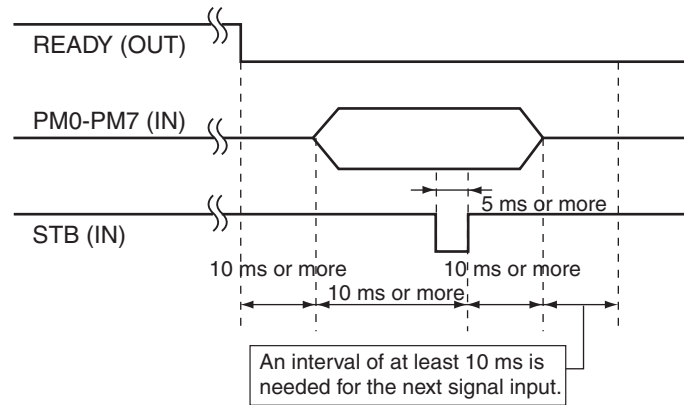 READY (OUT)
PM0-PM7 (IN)
5 ms or more
STB (IN)
10 ms or more
10 ms or more
10 ms or more
An interval of at least 10 ms is
needed for the next signal input.